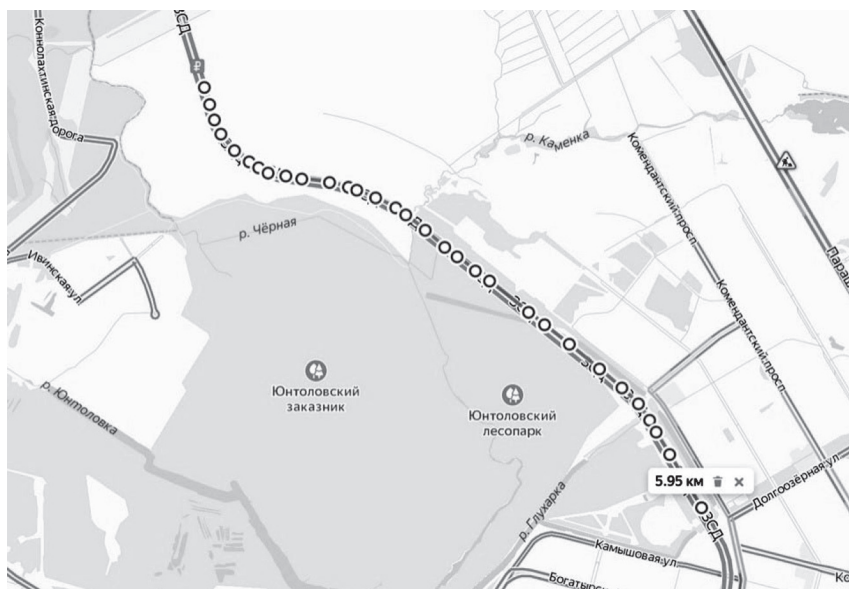 ЗСД
Коннолахтинская дорога
₽
р. Каменка
Комендантский просп.
р. Чёрная
Ивинская ул.
Комендантский просп.
Юнтоловский
заказник
Юнтоловский
лесопарк
р. Юнтоловка
5.95 км
Долгоозёрная ул.
р. Глухарка
ЗСД
Камышовая ул.